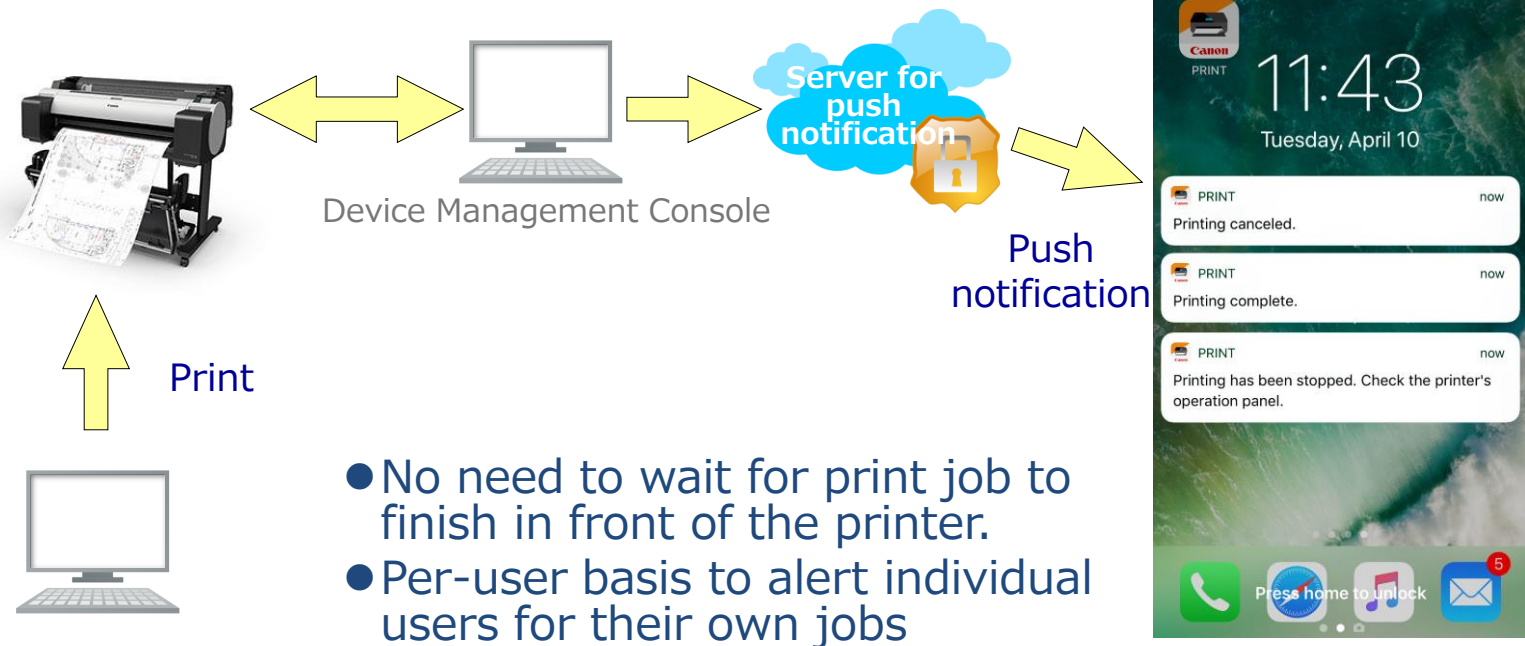 Server for
push
notification
Device Management Console
Push
notification
Print
●No need to wait for print job to
finish in front of the printer.
●Per-user basis to alert individual
users for their own jobs
Canon
PRINT
11:43
Tuesday, April 10
PRINT now
Printing canceled.
PRINT now
Printing complete.
PRINT now
Printing has been stopped. Check the printer's
operation panel.
5
Press home to unlock